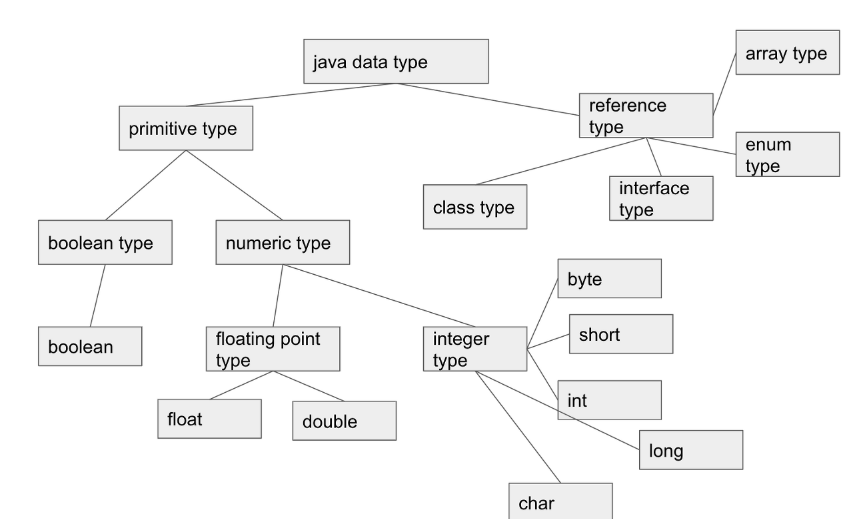 java data type
array type
reference
type
primitive type
enum
type
class type
interface
type
boolean type
numeric type
byte
short
boolean
floating point
type
integer
type
int
float
double
long
char